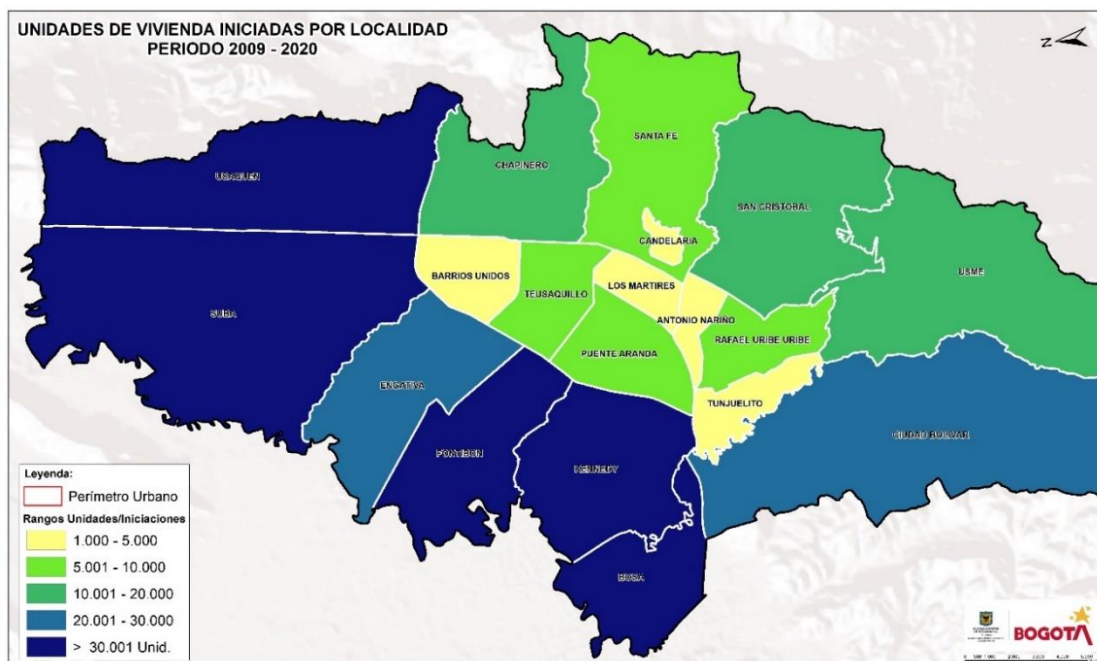 UNIDADES DE VIVIENDA INICIADAS POR LOCALIDAD
PERIODO 2009 - 2020
Z
SANTA FE
CHAPINERO
USAQUEN
SAN CRISTOBAL
CANDELARIA
USME
BARRIOS UNIDOS
TEUSAQUILLO
LOS MARTIRES
SUBA
ANTONIO NARIÑO
RAFAEL URIBE URIBE
PUENTE ARANDA
ENGATIVA
TUNJUELITO
CIUDAD BOLIVAR
FONTIBON
KENNEDY
BOSA
Leyenda:
Perímetro Urbano
Rangos Unidades/Iniciaciones
1.000 - 5.000
5.001 - 10.000
10.001 - 20.000
20.001 - 30.000
> 30.001 Unid.
BOGOTÁ